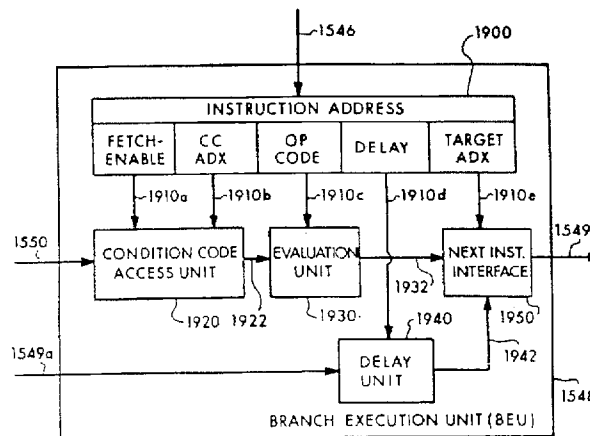 1546
1900
INSTRUCTION ADDRESS
FETCH-ENABLE
CC ADX
OP CODE
DELAY
TARGET ADX
1910a
1910b
1910c
1910d
1910e
1550
CONDITION CODE ACCESS UNIT
EVALUATION UNIT
NEXT INST. INTERFACE
1549
1920
1922
1930
1932
1940
1950
1549a
DELAY UNIT
1942
1548
BRANCH EXECUTION UNIT (BEU)